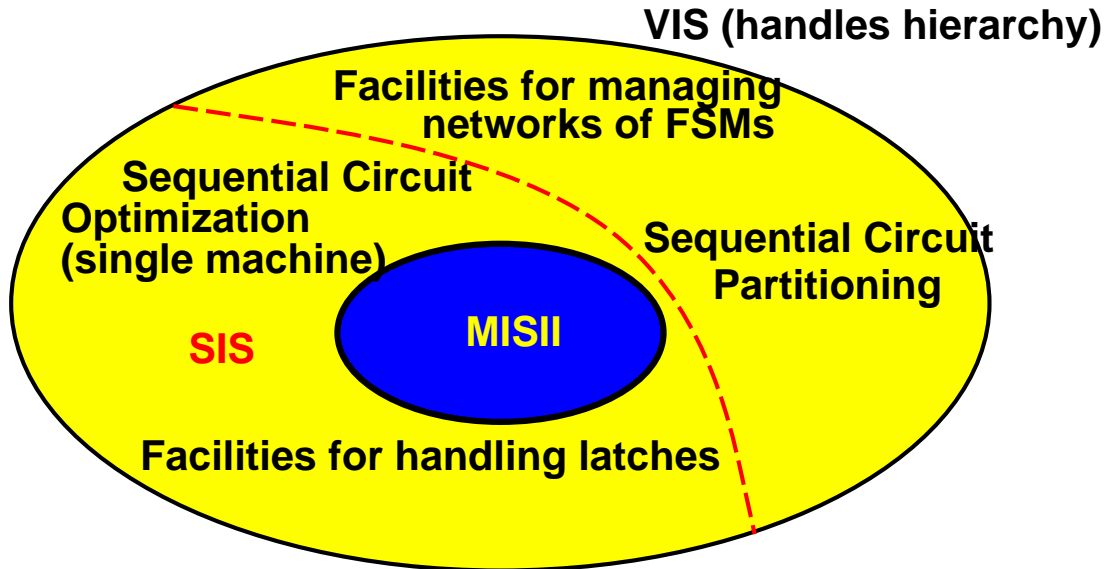 VIS (handles hierarchy)
Facilities for managing
networks of FSMs
Sequential Circuit
Optimization
(single machine)
Sequential Circuit
Partitioning
MISII
SIS
Facilities for handling latches